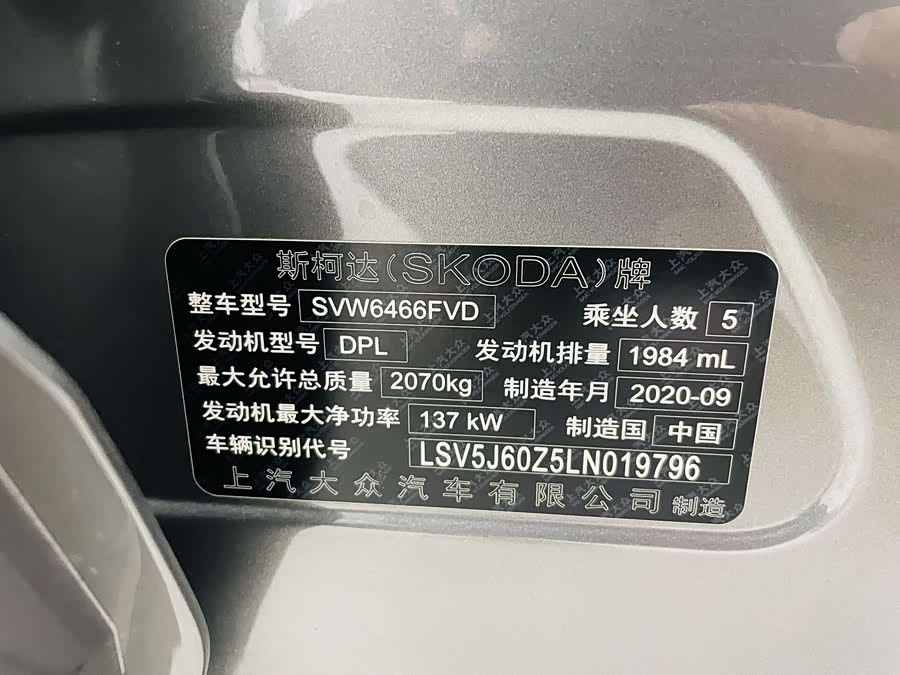 斯柯达(SKODA)牌
整车型号 SVW6466FVD 乘坐人数 5
发动机型号 DPL 发动机排量 1984 mL
最大允许总质量 2070kg 制造年月 2020-09
发动机最大净功率 137 kW 制造国 中国
车辆识别代号 LSV5J60Z5LN019796
上汽大众汽车有限公司 制造